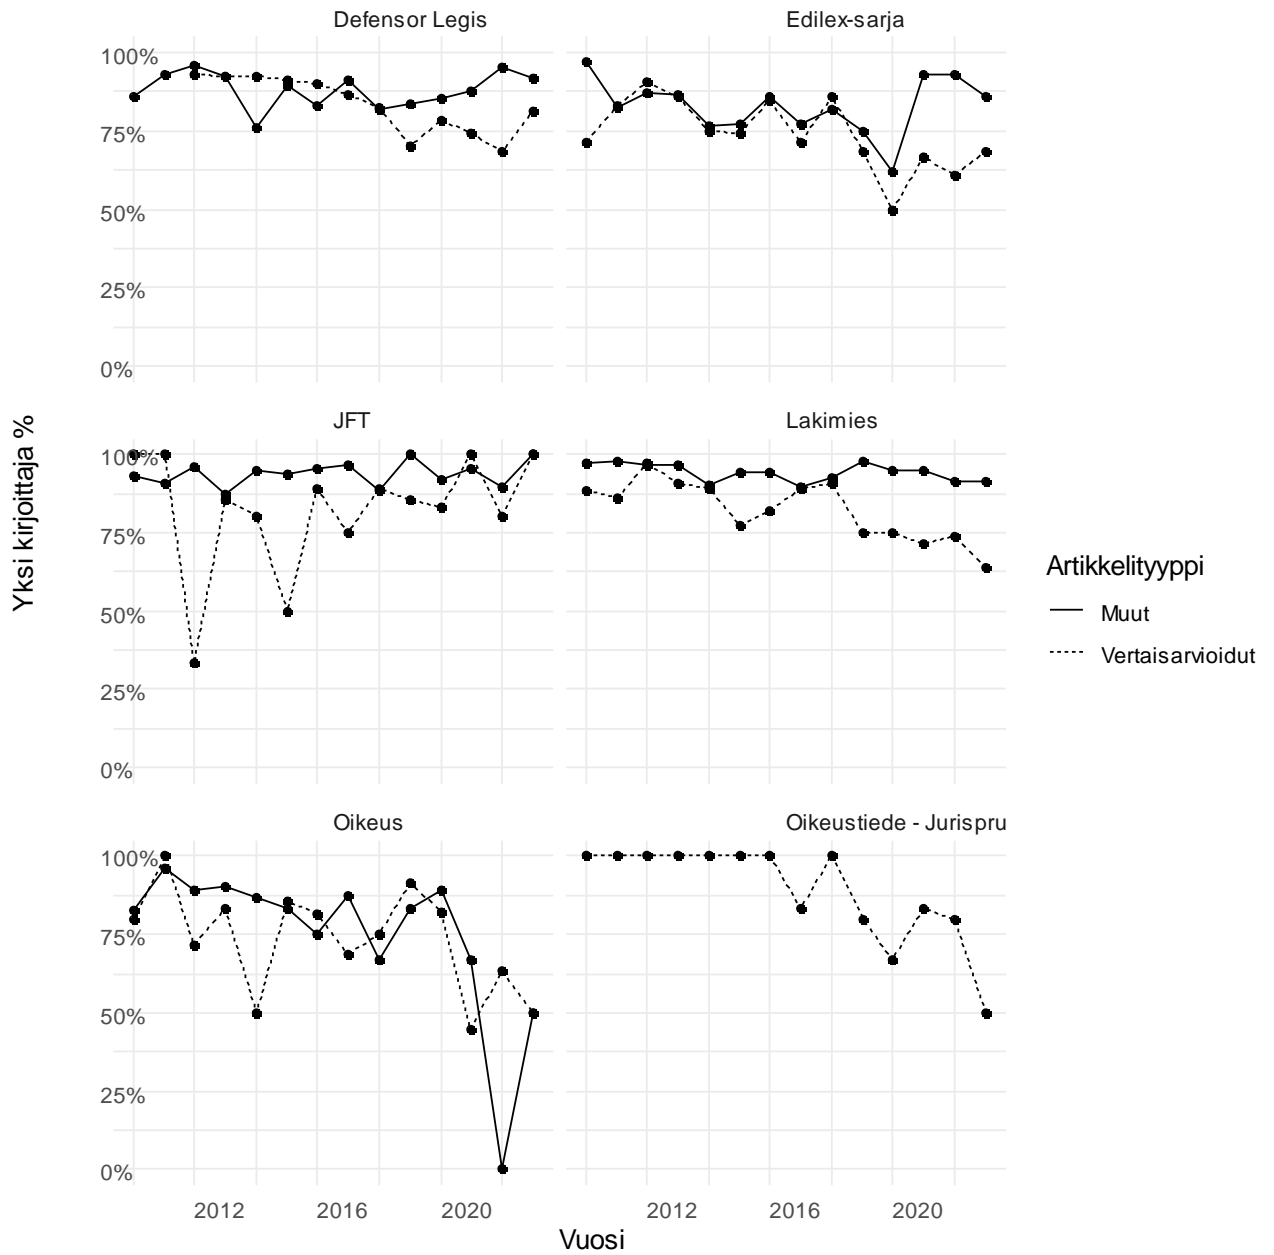 Defensor Legis
Edilex-sarja
100%
75%
50%
25%
0%
JFT
Lakimies
100%
75%
50%
25%
0%
Oikeus
Oikeustiede - Jurispru
100%
75%
50%
25%
0%
2012
2016
2020
2012
2016
2020
Vuosi
Yksi kirjoittaja %
Artikkelityyppi
Muut
Vertaisarvioidut